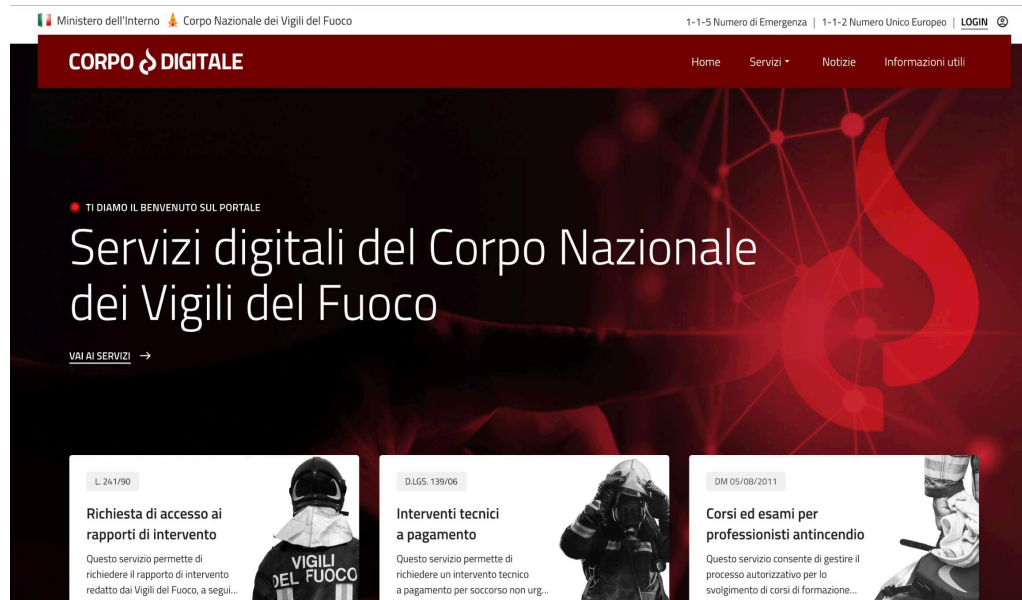 Ministero dell'Interno Corpo Nazionale dei Vigili del Fuoco
1-1-5 Numero di Emergenza | 1-1-2 Numero Unico Europeo | LOGIN
CORPO DIGITALE
Home Servizi Notizie Informazioni utili
TI DIAMO IL BENVENUTO SUL PORTALE
Servizi digitali del Corpo Nazionale
dei Vigili del Fuoco
VAI AI SERVIZI →
L. 241/90
Richiesta di accesso ai
rapporti di intervento
Questo servizio permette di
richiedere il rapporto di intervento
redatto dai Vigili del Fuoco, a segui...
VIGILI
DEL FUOCO
D.LGS. 139/06
Interventi tecnici
a pagamento
Questo servizio permette di
richiedere un intervento tecnico
a pagamento per soccorso non urg...
DM 05/08/2011
Corsi ed esami per
professionisti antincendio
Questo servizio consente di gestire il
processo autorizzativo per lo
svolgimento di corsi di formazione...